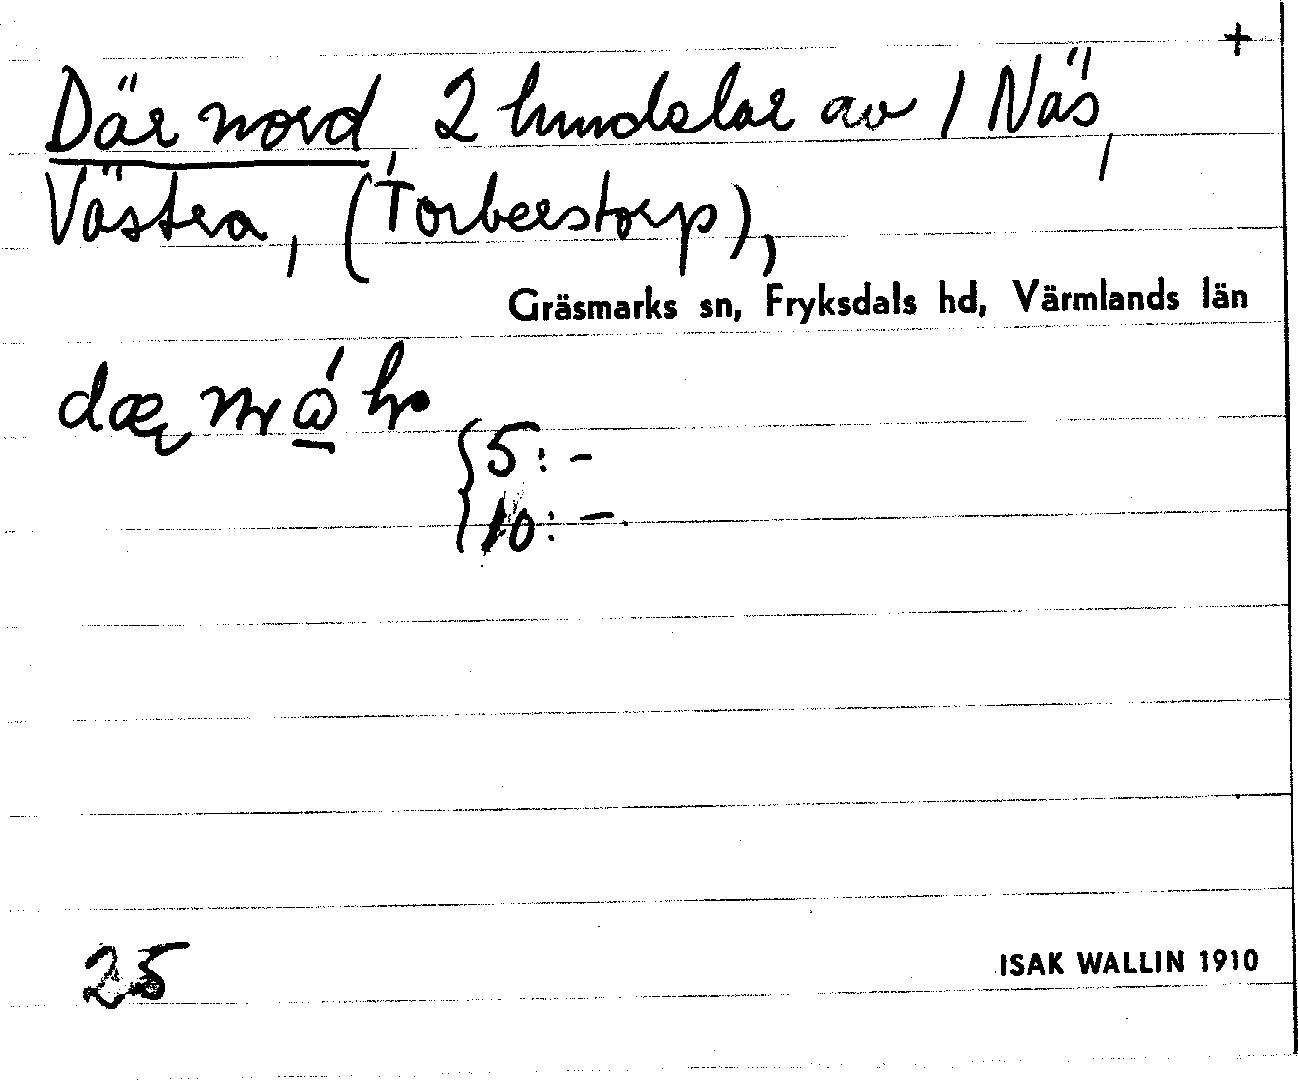 +
Där nord, 2 hundelar av 1 Näs,
Västra, (Torberstorp),
Gräsmarks sn, Fryksdals hd, Värmlands län
5:-
10:-
25
ISAK WALLIN 1910